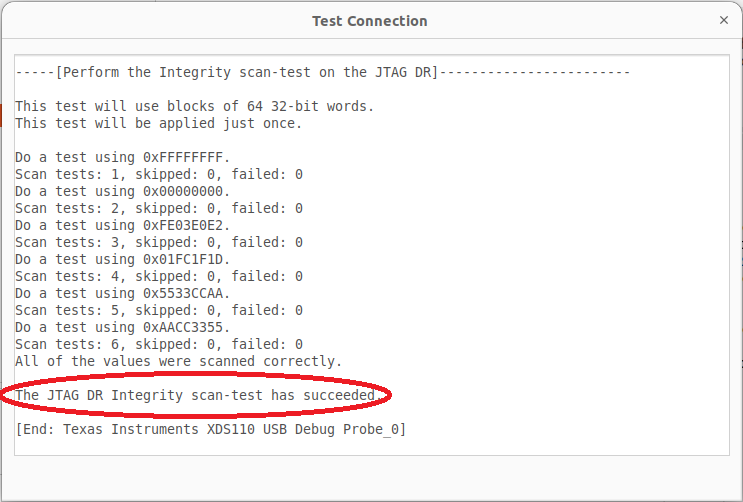 Test Connection
×
-----[Perform the Integrity scan-test on the JTAG DR]------------------------
This test will use blocks of 64 32-bit words.
This test will be applied just once.
Do a test using 0xFFFFFFFF.
Scan tests: 1, skipped: 0, failed: 0
Do a test using 0x00000000.
Scan tests: 2, skipped: 0, failed: 0
Do a test using 0xFE03E0E2.
Scan tests: 3, skipped: 0, failed: 0
Do a test using 0x01FC1F1D.
Scan tests: 4, skipped: 0, failed: 0
Do a test using 0x5533CCAA.
Scan tests: 5, skipped: 0, failed: 0
Do a test using 0xAACC3355.
Scan tests: 6, skipped: 0, failed: 0
All of the values were scanned correctly.
The JTAG DR Integrity scan-test has succeeded.
[End: Texas Instruments XDS110 USB Debug Probe_0]